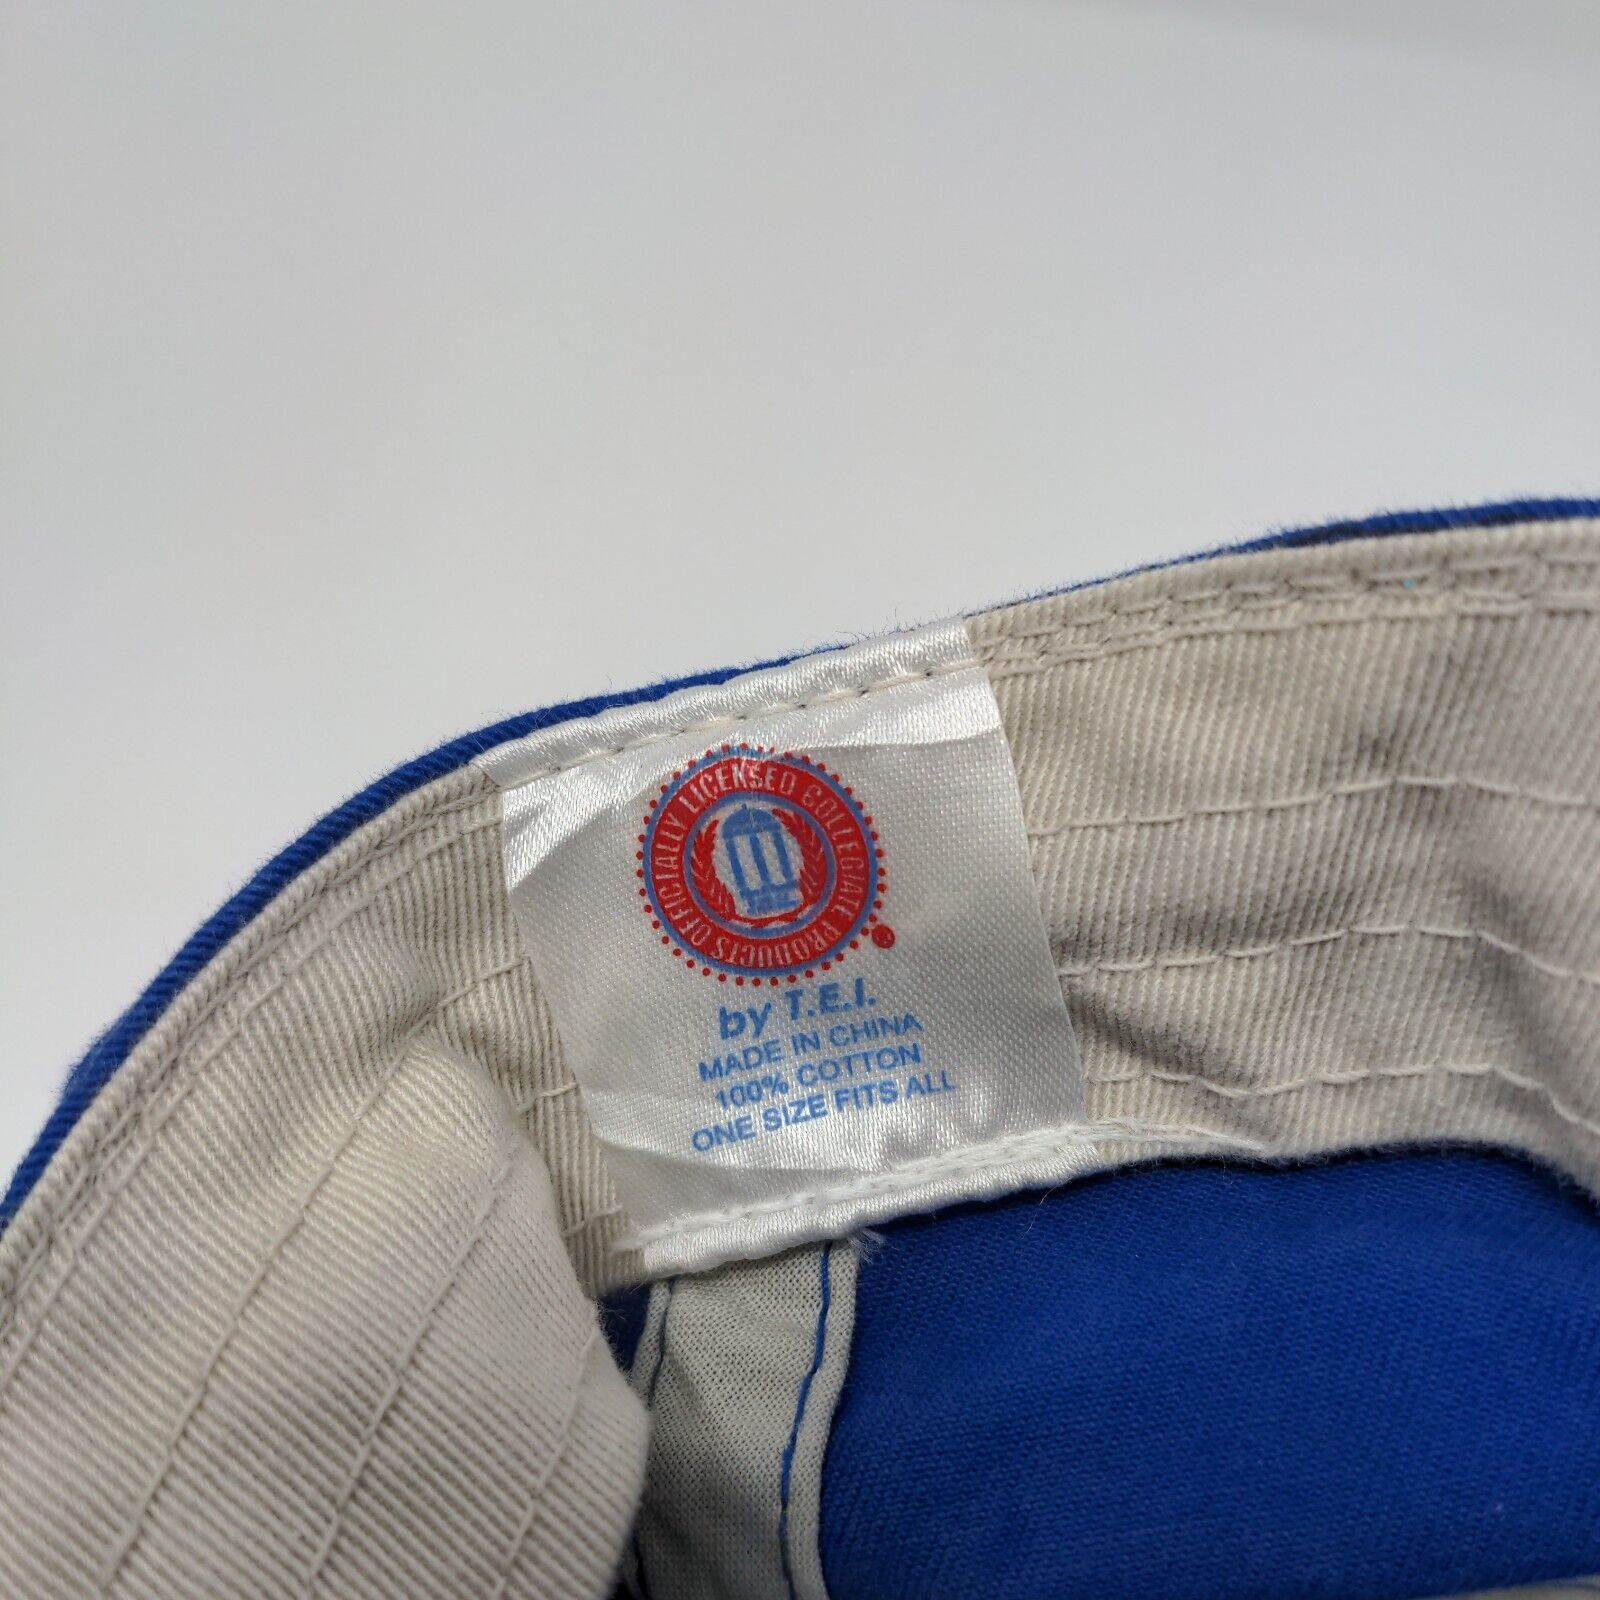 OFFICIALLY LICENSED COLLEGIATE PRODUCTS
by T.E.I.
MADE IN CHINA
100% COTTON
ONE SIZE FITS ALL